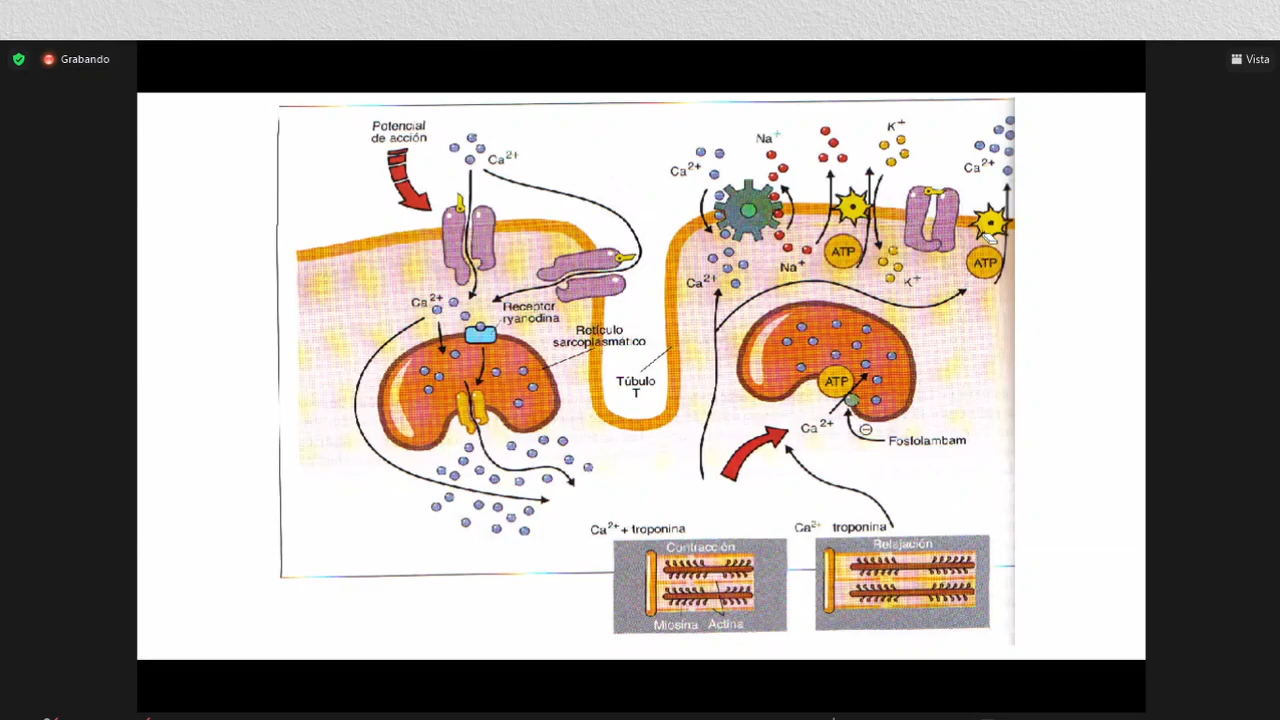 Grabando
Vista
Potencial
de acción
Ca2+
Na+
K+
Ca2+
Ca2+
ATP
Na+
K+
ATP
Ca2+
Ca2+
Receptor
ryanodina
Retículo
sarcoplasmático
Túbulo
T
ATP
Ca2+
Fosfolambam
Ca2+ + troponina
Ca2+ troponina
Contracción
Relajación
Miosina Actina